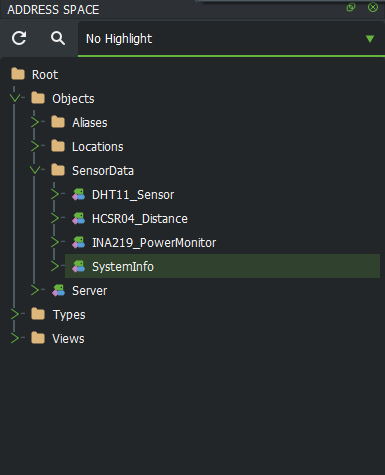 ADDRESS SPACE
No Highlight
Root
Objects
Aliases
Locations
SensorData
DHT11_Sensor
HCSR04_Distance
INA219_PowerMonitor
SystemInfo
Server
Types
Views